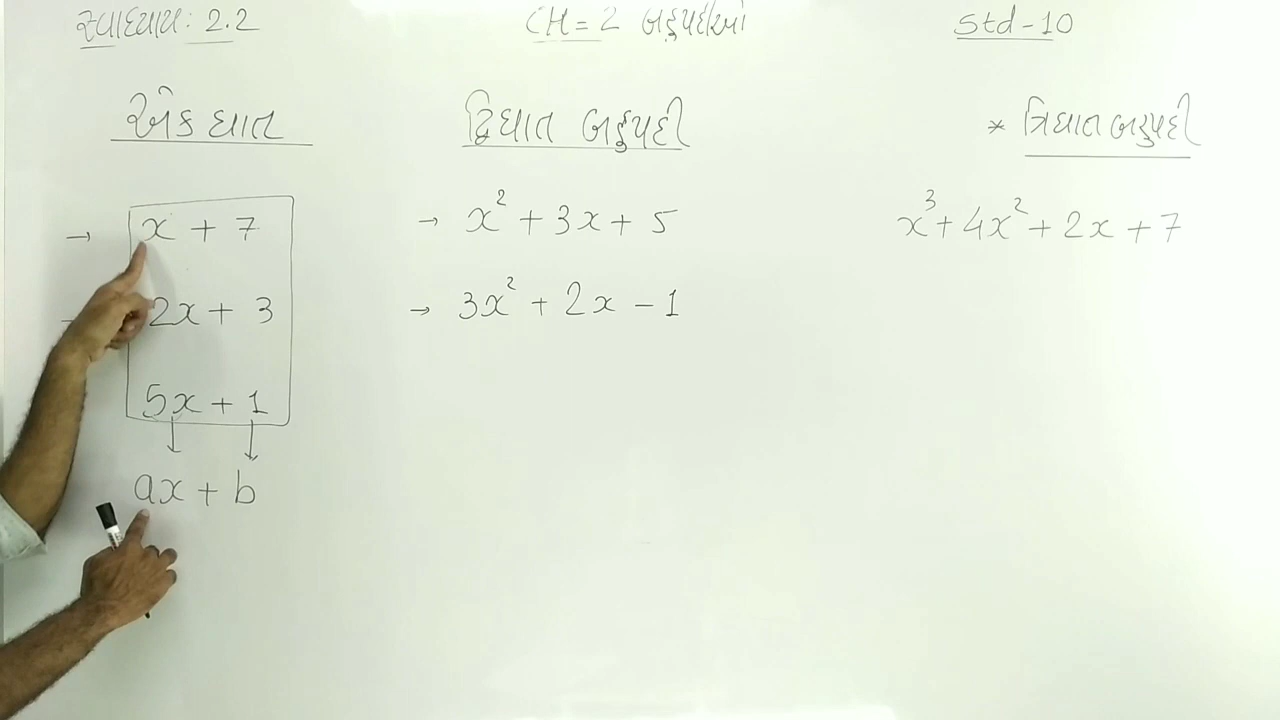 સ્વાધ્યાય: 2.2
CH = 2 બહુપદીઓ
Std - 10
એક ઘાત
→ x + 7
2x + 3
5x + 1
ax + b
દ્વિઘાત બહુપદી
→ x² + 3x + 5
→ 3x² + 2x - 1
* ત્રિઘાત બહુપદી
x³ + 4x² + 2x + 7